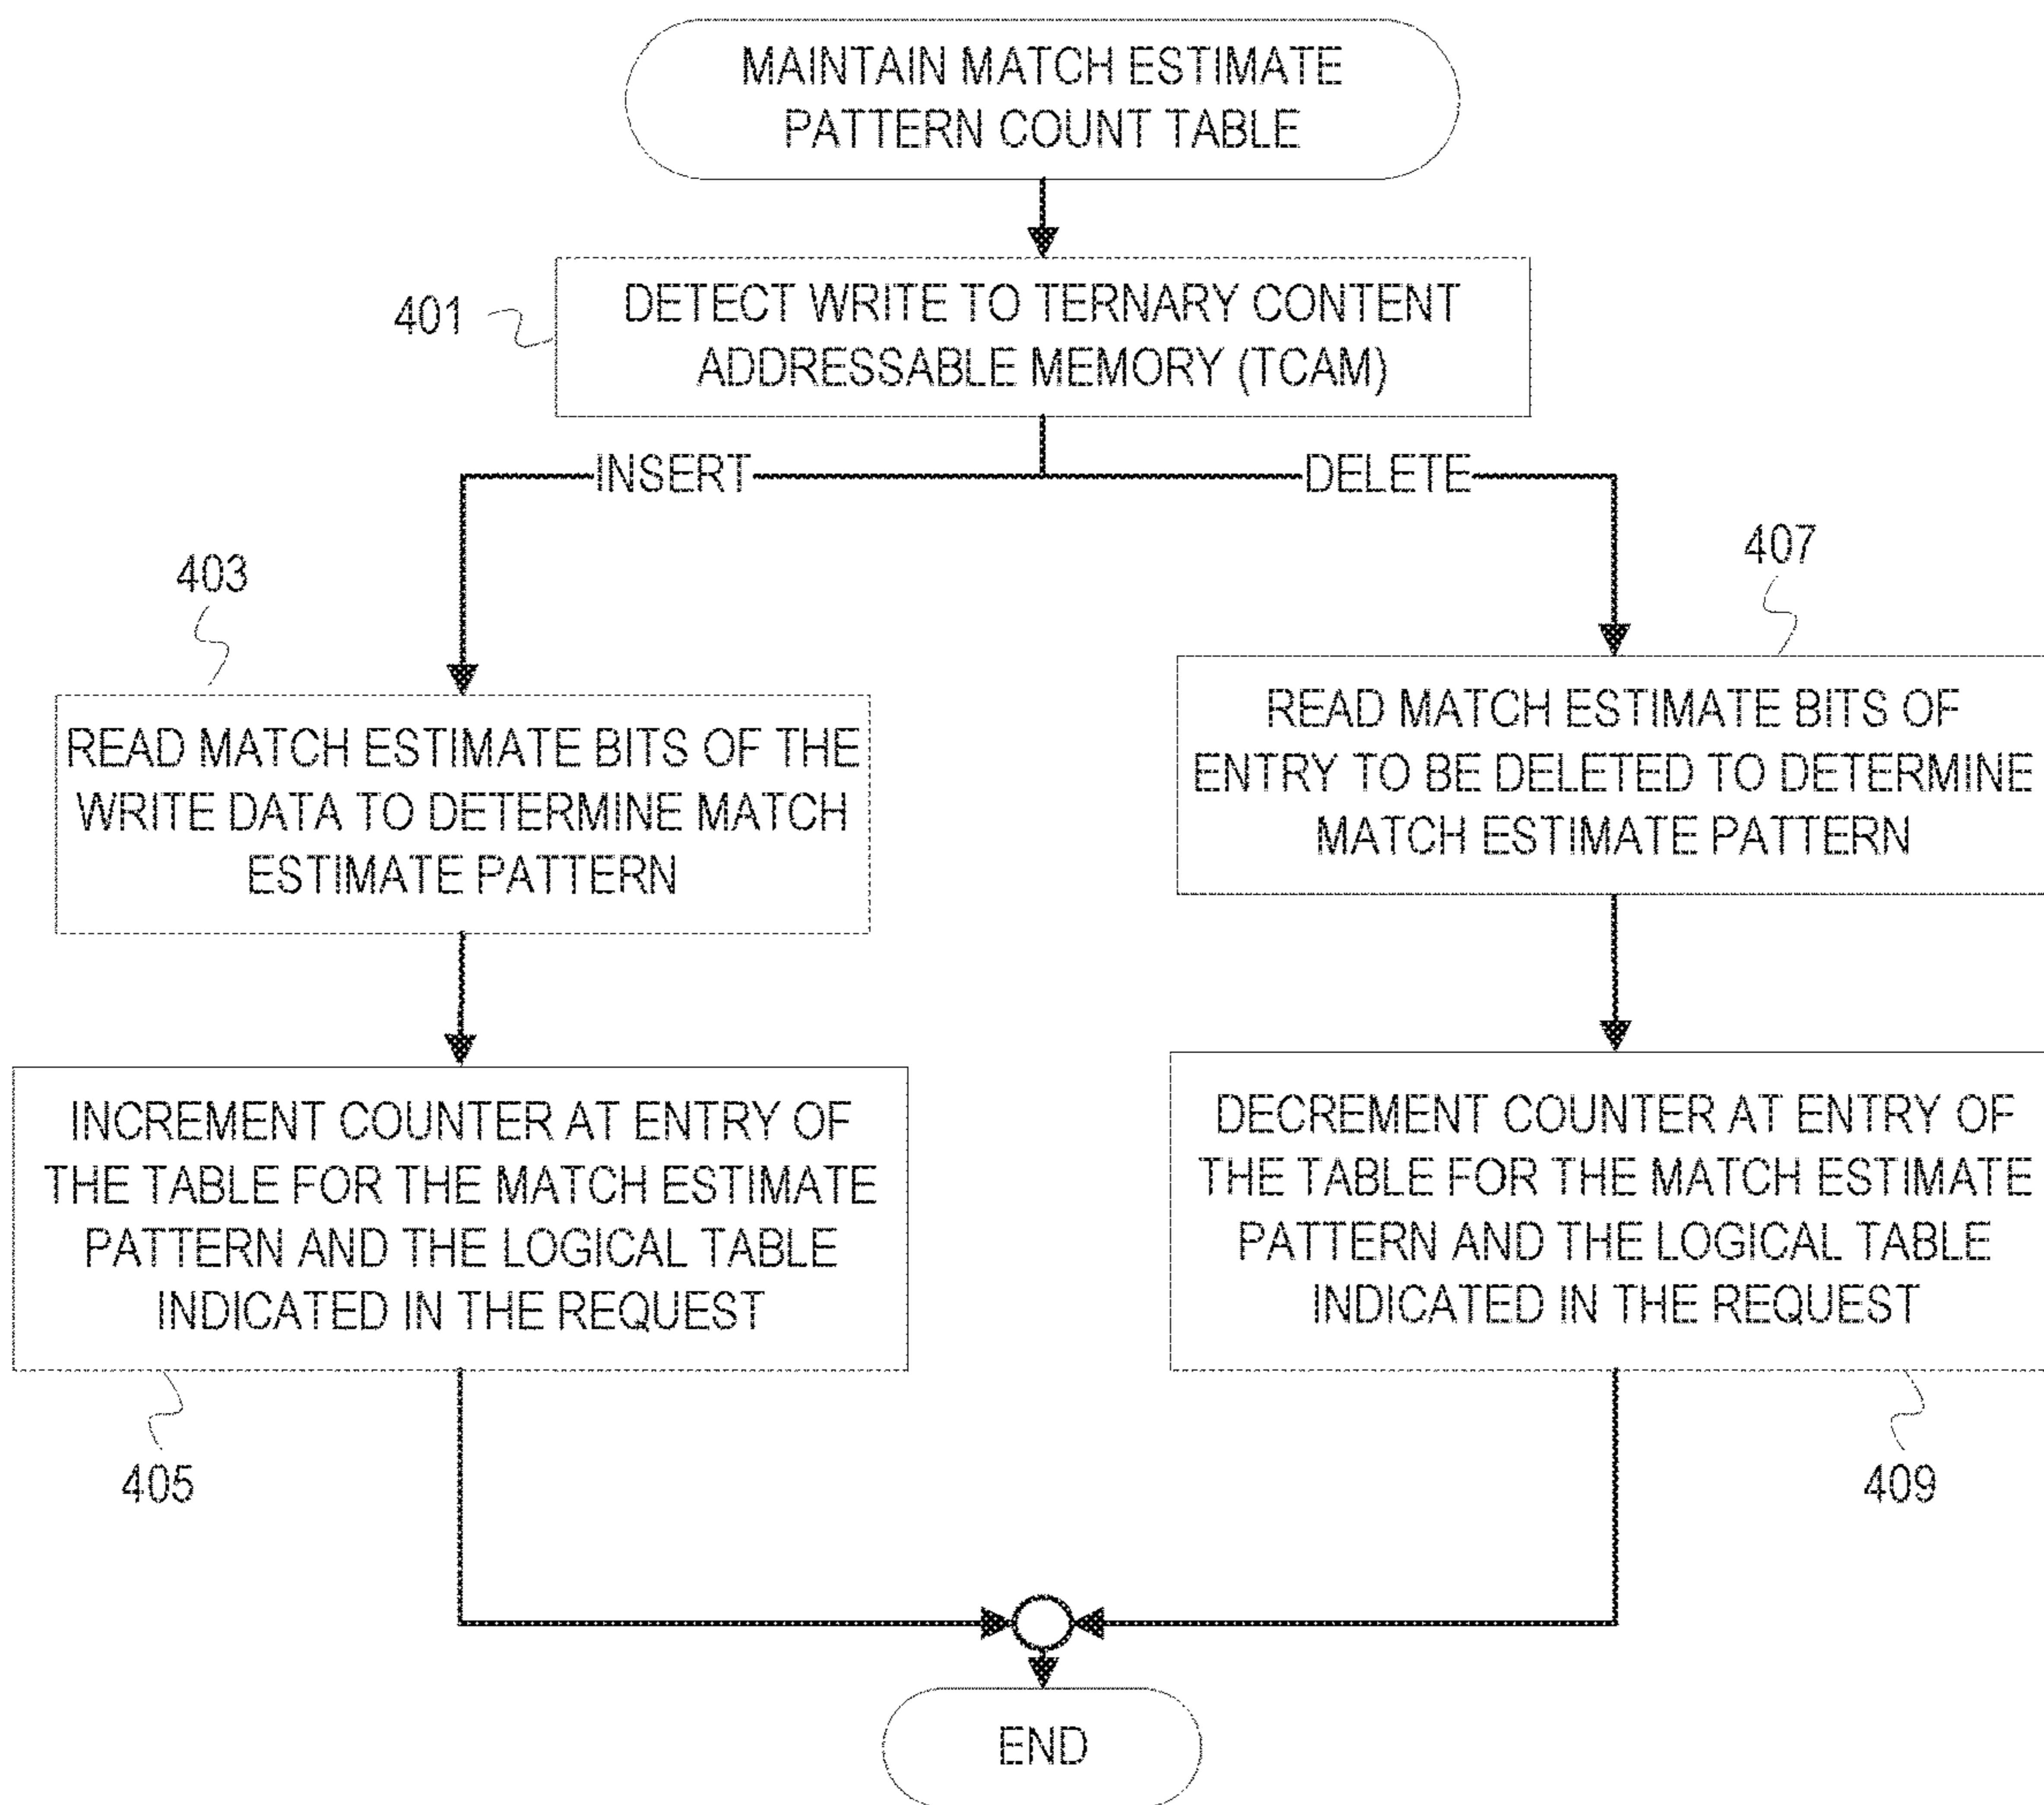 MAINTAIN MATCH ESTIMATE
PATTERN COUNT TABLE
401
DETECT WRITE TO TERNARY CONTENT
ADDRESSABLE MEMORY (TCAM)
INSERT
DELETE
403
READ MATCH ESTIMATE BITS OF THE
WRITE DATA TO DETERMINE MATCH
ESTIMATE PATTERN
INCREMENT COUNTER AT ENTRY OF
THE TABLE FOR THE MATCH ESTIMATE
PATTERN AND THE LOGICAL TABLE
INDICATED IN THE REQUEST
405
407
READ MATCH ESTIMATE BITS OF
ENTRY TO BE DELETED TO DETERMINE
MATCH ESTIMATE PATTERN
DECREMENT COUNTER AT ENTRY OF
THE TABLE FOR THE MATCH ESTIMATE
PATTERN AND THE LOGICAL TABLE
INDICATED IN THE REQUEST
409
END